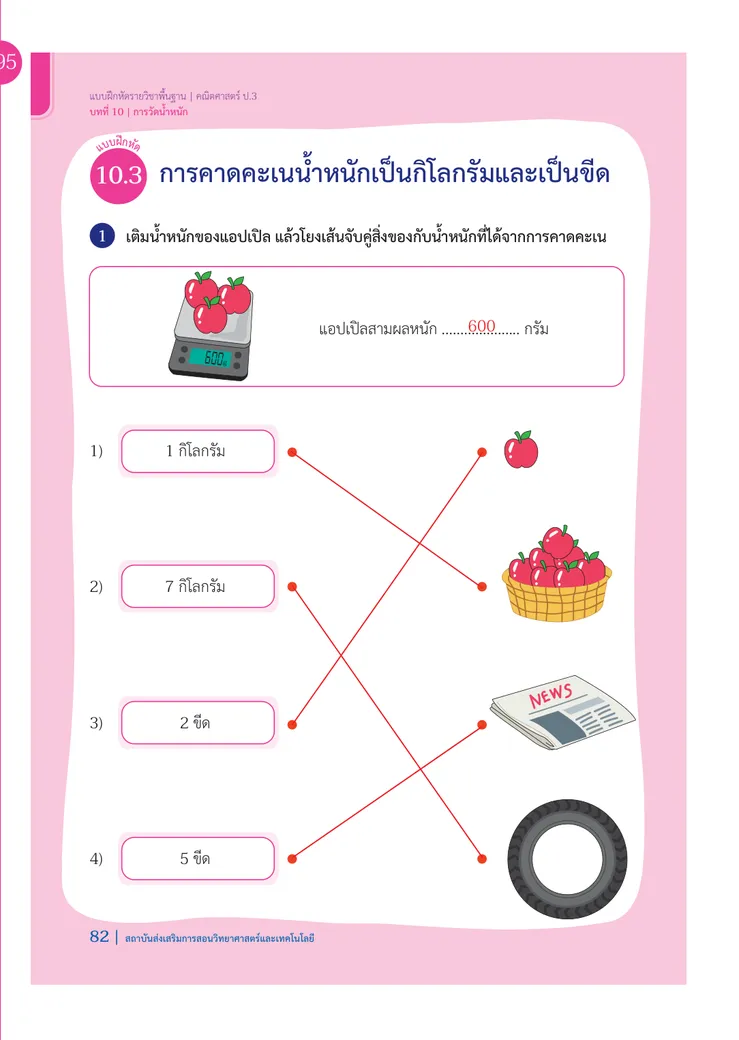 95
แบบฝึกหัดรายวิชาพื้นฐาน | คณิตศาสตร์ ป.3
บทที่ 10 | การวัดน้ำหนัก
แบบฝึกหัด
10.3 การคาดคะเนน้ำหนักเป็นกิโลกรัมและเป็นขีด
1 เติมน้ำหนักของแอปเปิล แล้วโยงเส้นจับคู่สิ่งของกับน้ำหนักที่ได้จากการคาดคะเน
600g
แอปเปิลสามผลหนัก .....600..... กรัม
1) 1 กิโลกรัม
2) 7 กิโลกรัม
3) 2 ขีด
NEWS
4) 5 ขีด
82 | สถาบันส่งเสริมการสอนวิทยาศาสตร์และเทคโนโลยี